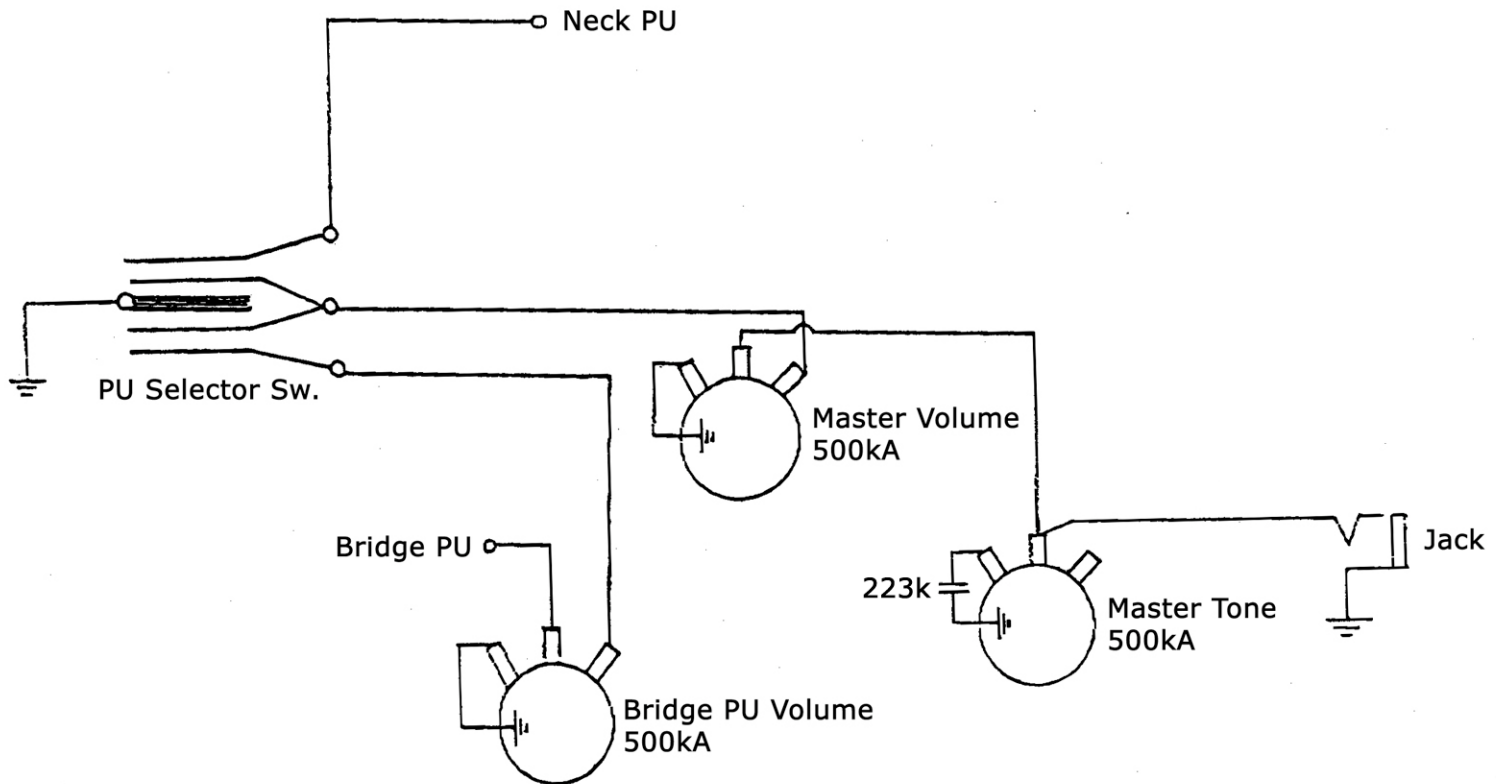 Neck PU
PU Selector Sw.
Master Volume
500kA
Bridge PU
Jack
223k
Master Tone
500kA
Bridge PU Volume
500kA